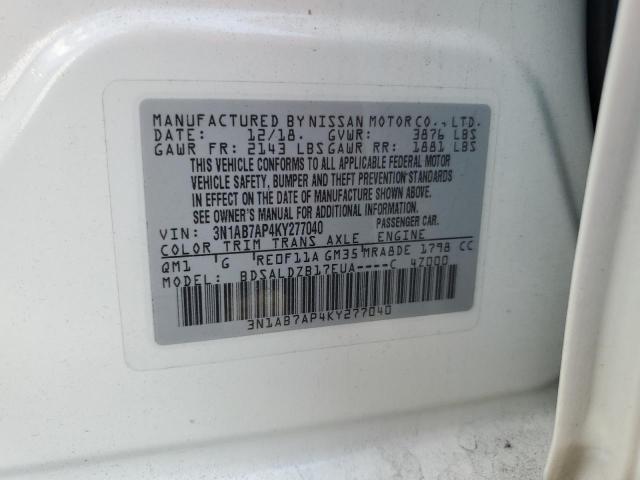 MANUFACTURED BY NISSAN MOTOR CO., LTD.
DATE: 12/18. GVWR: 3876 LBS
GAWR FR: 2143 LBS GAWR RR: 1881 LBS
THIS VEHICLE CONFORMS TO ALL APPLICABLE FEDERAL MOTOR
VEHICLE SAFETY, BUMPER AND THEFT PREVENTION STANDARDS
IN EFFECT ON THE DATE OF MANUFACTURE SHOWN ABOVE.
SEE OWNER'S MANUAL FOR ADDITIONAL INFORMATION.
VIN: 3N1AB7AP4KY277040 PASSENGER CAR.
COLOR TRIM TRANS AXLE ENGINE
QM1 'G 'RE0F11A GM35 MRA8DE 1798 CC
MODEL: BDSALDZB17EUA----C 4Z000
3N1AB7AP4KY277040